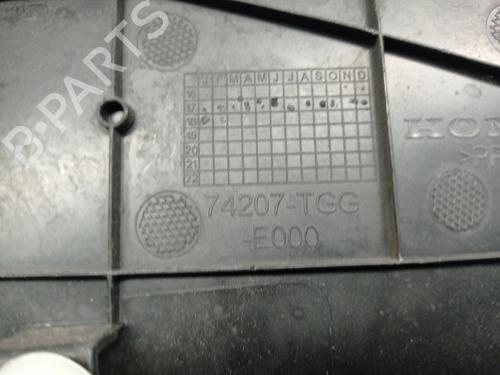 J F M A M J J A S O N D
16
17
18
19
20
21
22
74207-TGG
-E000
HON
>PP
B-PARTS